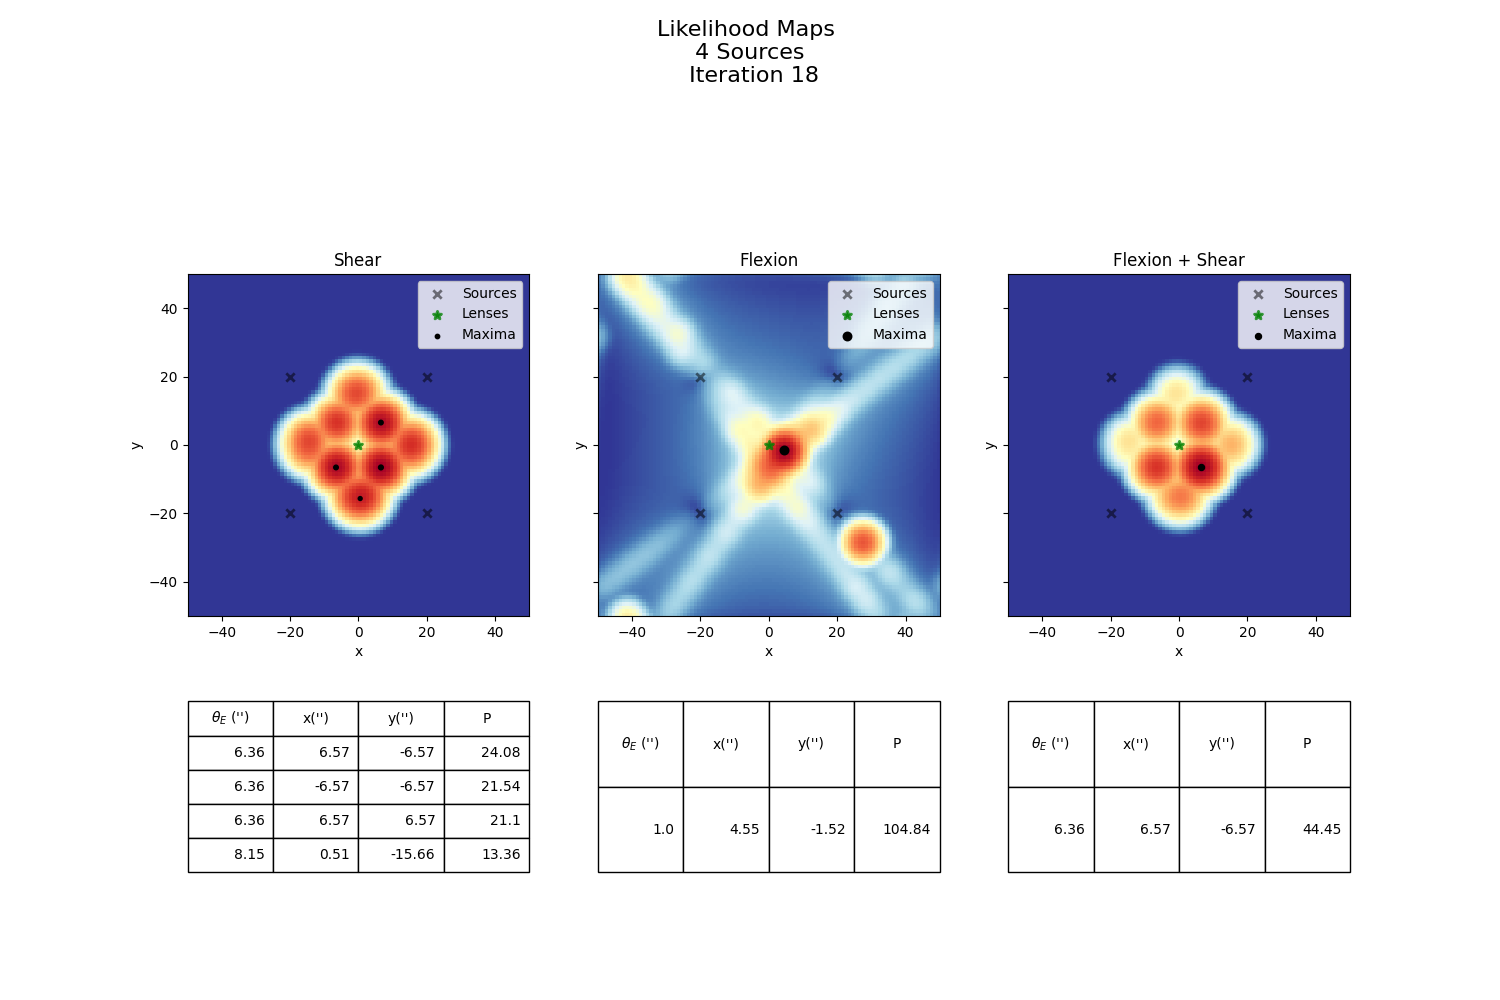 Likelihood Maps
4 Sources
Iteration 18
Shear
Sources
Lenses
Maxima
40
20
0
−20
−40
y
−40 −20 0 20 40
x
Flexion
Sources
Lenses
Maxima
y
−40 −20 0 20 40
x
Flexion + Shear
Sources
Lenses
Maxima
y
−40 −20 0 20 40
x
θE ('') x('') y('') P
6.36 6.57 -6.57 24.08
6.36 -6.57 -6.57 21.54
6.36 6.57 6.57 21.1
8.15 0.51 -15.66 13.36
θE ('') x('') y('') P
1.0 4.55 -1.52 104.84
θE ('') x('') y('') P
6.36 6.57 -6.57 44.45